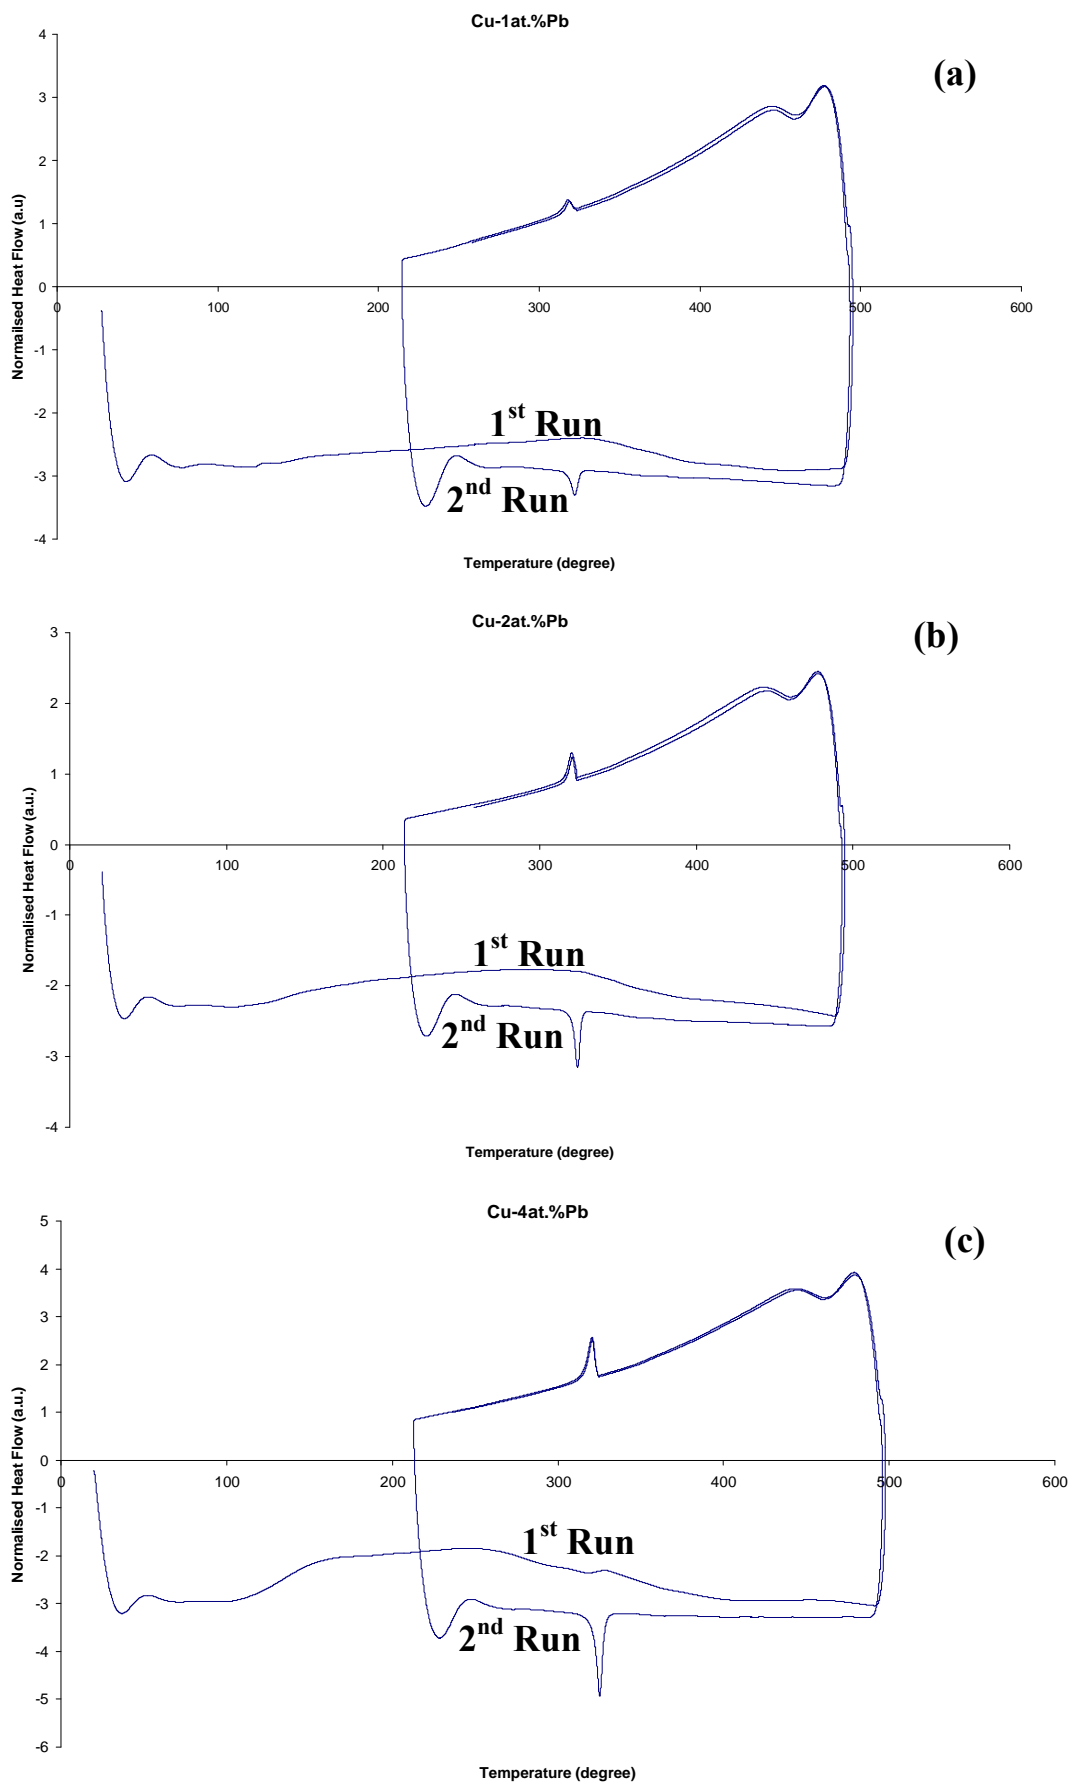 Cu-1at.%Pb
(a)
4
3
2
1
0
-1
-2
-3
-4
0
100
200
300
400
500
600
Normailsed Heat Flow (a.u)
1st Run
2nd Run
Temperature (degree)
Cu-2at.%Pb
(b)
3
2
1
0
-1
-2
-3
-4
0
100
200
300
400
500
600
Normalised Heat Flow (a.u.)
1st Run
2nd Run
Temperature (degree)
Cu-4at.%Pb
(c)
5
4
3
2
1
0
-1
-2
-3
-4
-5
-6
0
100
200
300
400
500
600
Normalised Heat Flow (a.u.)
1st Run
2nd Run
Temperature (degree)